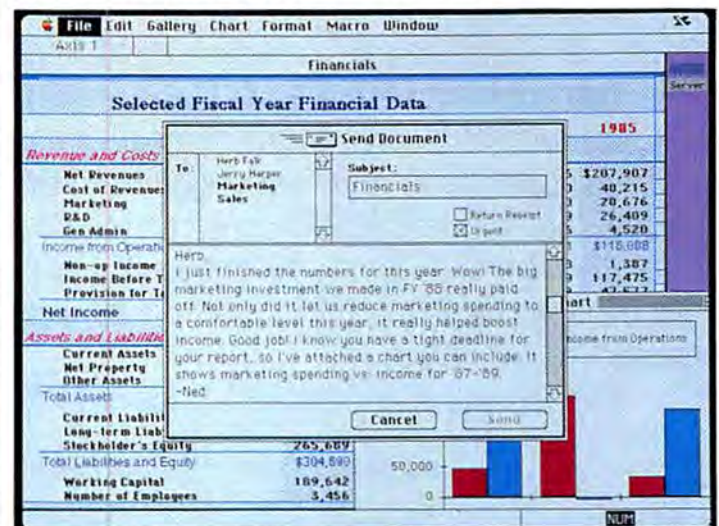 File Edit Gallery Chart Format Macro Window
Axis 1
Financials
Server
Selected Fiscal Year Financial Data
1985
Send Document
Revenue and Costs
To:
Herb Falk
Jerry Harper
Marketing
Sales
Subject:
Financials
Return Receipt
Urgent
Net Revenues $207,907
Cost of Revenue 40,215
Marketing 20,676
R&D 26,409
Gen Admin 4,520
Income from Operati $116,088
Non-op Income 1,387
Income Before T 117,475
Provision for Ta
Net Income
Assets and Liabilitie
Current Assets
Net Property
Other Assets
Total Assets
Current Liabilit
Long-term Liab
Stockholder's Equity 265,689
Total Liabilities and Equity $304,890
Working Capital 189,642
Number of Employees 3,456
Herb,
I just finished the numbers for this year. Wow! The big
marketing investment we made in FY '88 really paid
off. Not only did it let us reduce marketing spending to
a comfortable level this year, it really helped boost
income. Good job! I know you have a tight deadline for
your report, so I've attached a chart you can include. It
shows marketing spending vs. income for '87-'89.
-Ned
Cancel
Send
art
ncome from Operations
50,000
0
NUM